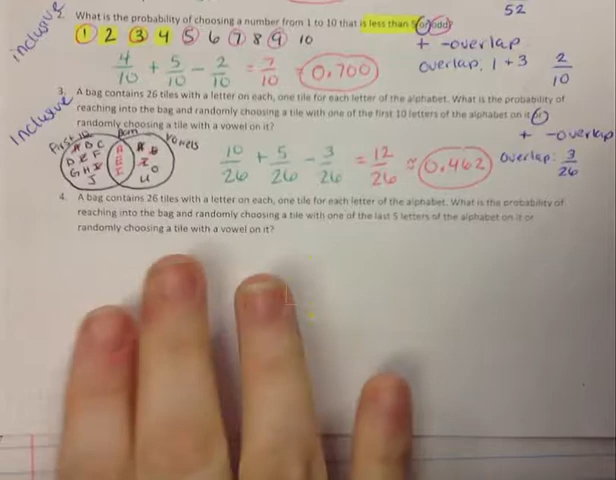 52
inclusive
2. What is the probability of choosing a number from 1 to 10 that is less than 5 or odd?
1 2 3 4 5 6 7 8 9 10
+ -overlap
overlap: 1 + 3 2/10
4/10 + 5/10 - 2/10 = 7/10 = 0.700
inclusive
3. A bag contains 26 tiles with a letter on each, one tile for each letter of the alphabet. What is the probability of
reaching into the bag and randomly choosing a tile with one of the first 10 letters of the alphabet on it or
randomly choosing a tile with a vowel on it?
+ -overlap
First 10 Both Vowels
A B C
D E F
G H I
J
A
E
I
I O
U
10/26 + 5/26 - 3/26 = 12/26 ≈ 0.462
overlap: 3/26
4. A bag contains 26 tiles with a letter on each, one tile for each letter of the alphabet. What is the probability of
reaching into the bag and randomly choosing a tile with one of the last 5 letters of the alphabet on it or
randomly choosing a tile with a vowel on it?